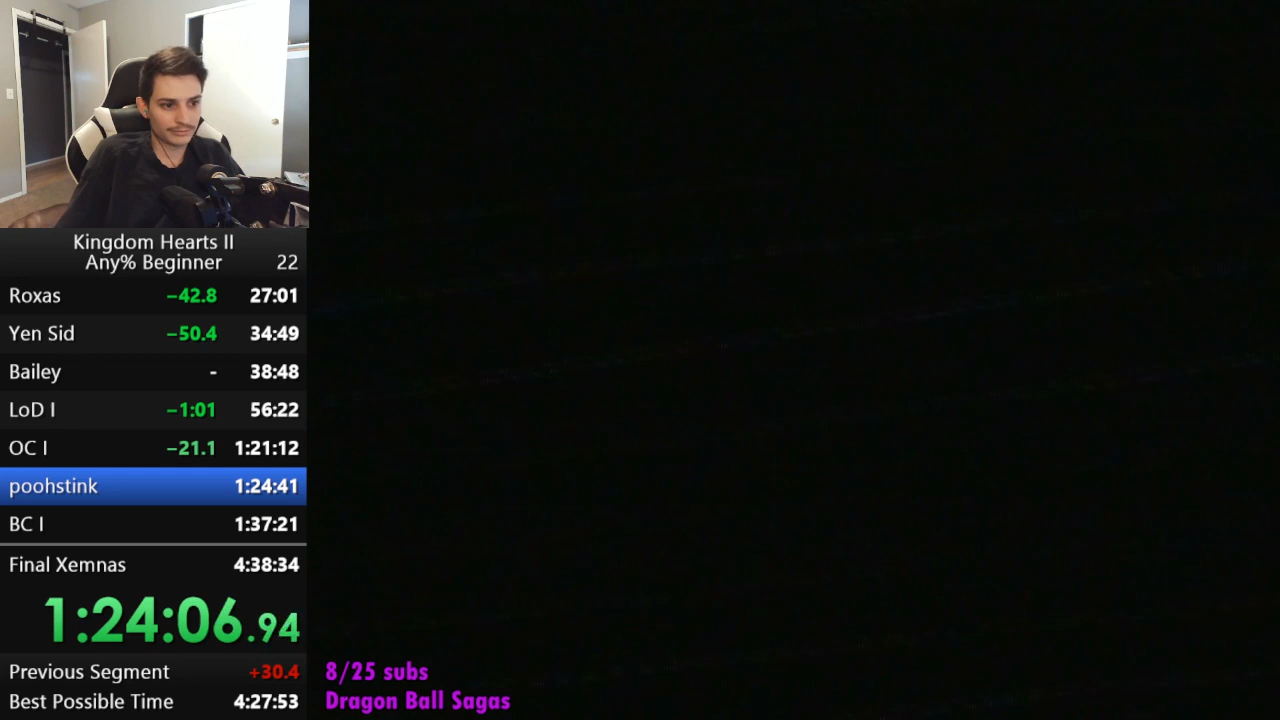 Kingdom Hearts II
Any% Beginner 22
Roxas -42.8 27:01
Yen Sid -50.4 34:49
Bailey - 38:48
LoD I -1:01 56:22
OC I -21.1 1:21:12
poohstink 1:24:41
BC I 1:37:21
Final Xemnas 4:38:34
1:24:06.94
Previous Segment +30.4
Best Possible Time 4:27:53
8/25 subs
Dragon Ball Sagas